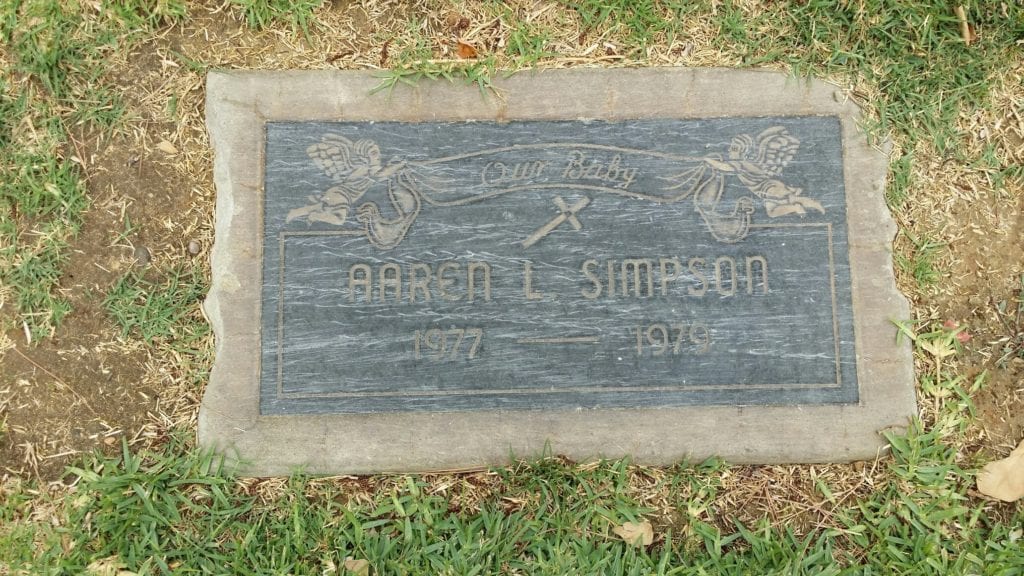 Our Baby
AAREN L SIMPSON
1977 — 1979